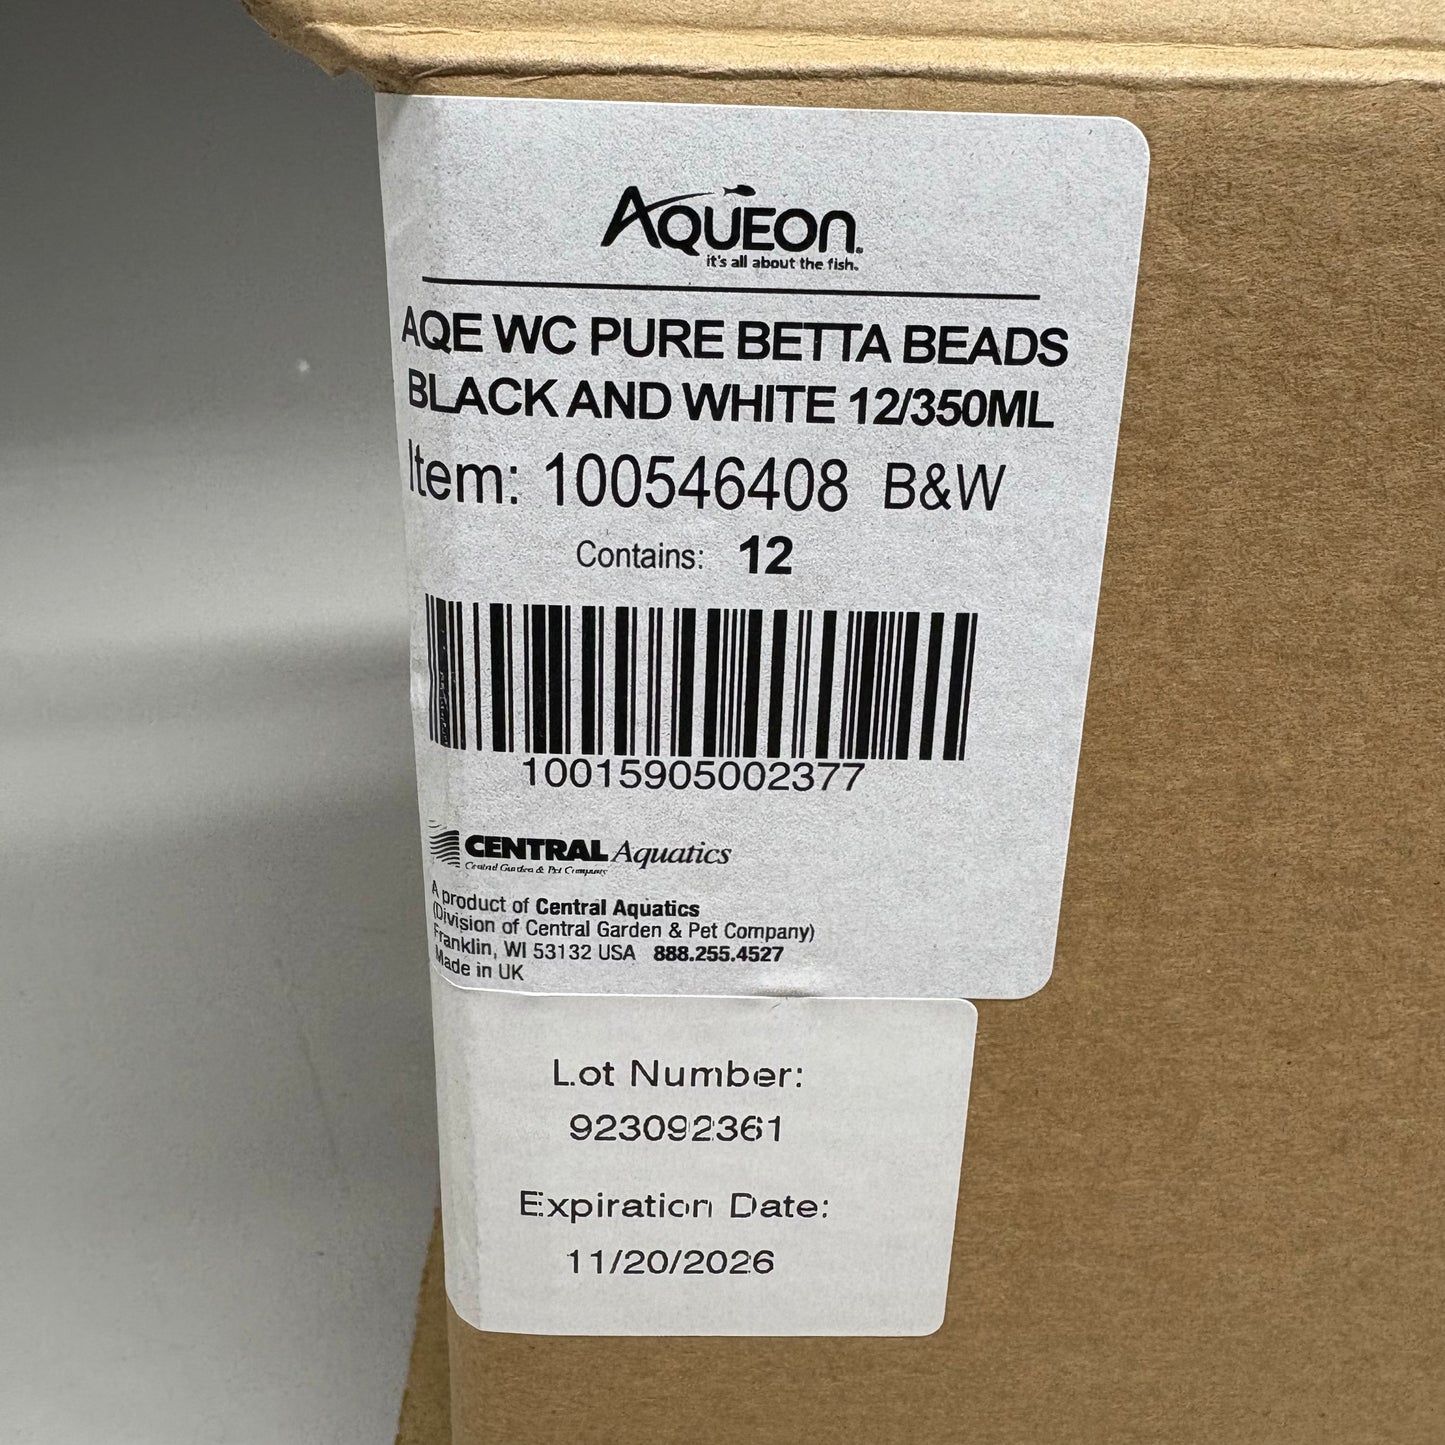 AQUEON
it's all about the fish.
AQE WC PURE BETTA BEADS
BLACK AND WHITE 12/350ML
Item: 100546408 B&W
Contains: 12
10015905002377
CENTRAL Aquatics
Central Garden & Pet Company
A product of Central Aquatics
(Division of Central Garden & Pet Company)
Franklin, WI 53132 USA 888.255.4527
Made in UK
Lot Number:
923092361
Expiration Date:
11/20/2026